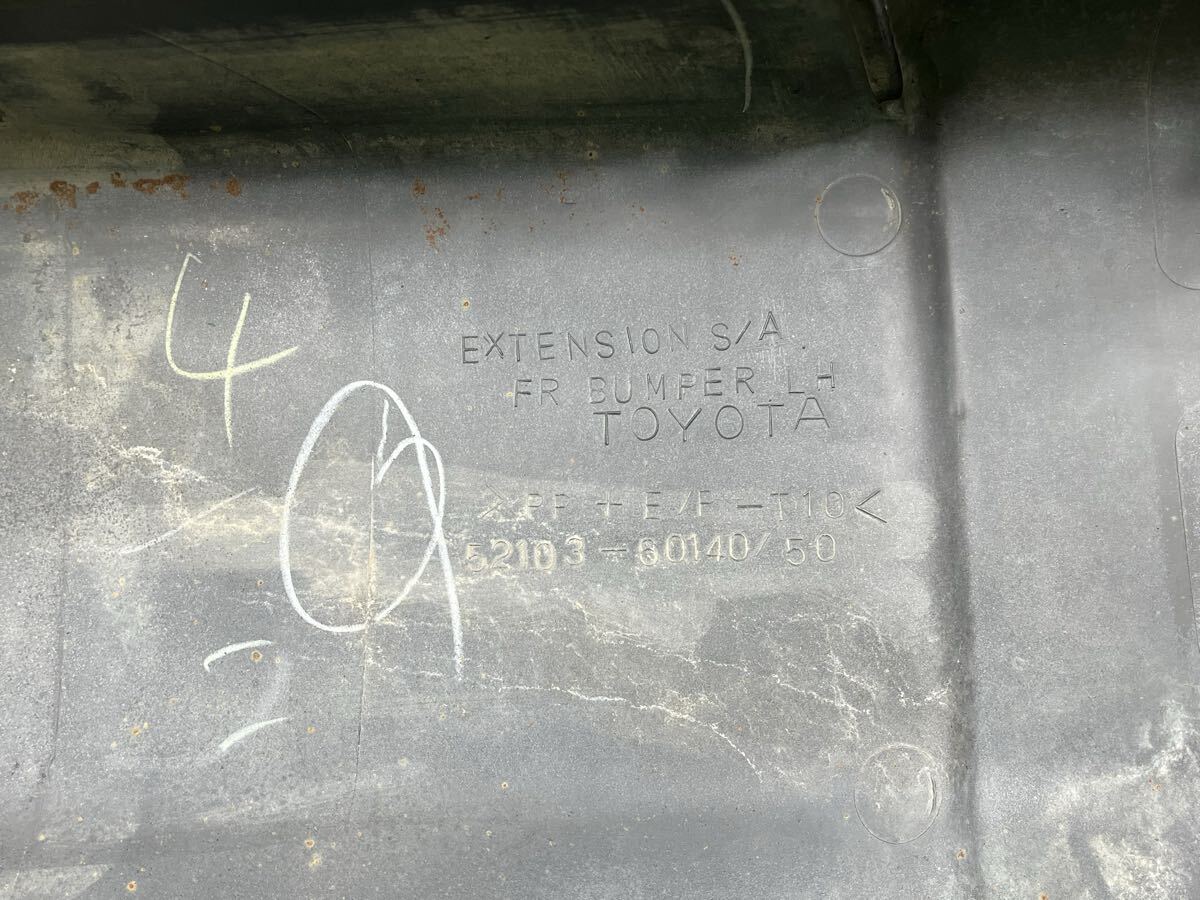 4
EXTENSION S/A
FR BUMPER LH
TOYOTA
>PP + E/P -T10<
52103-60140/50